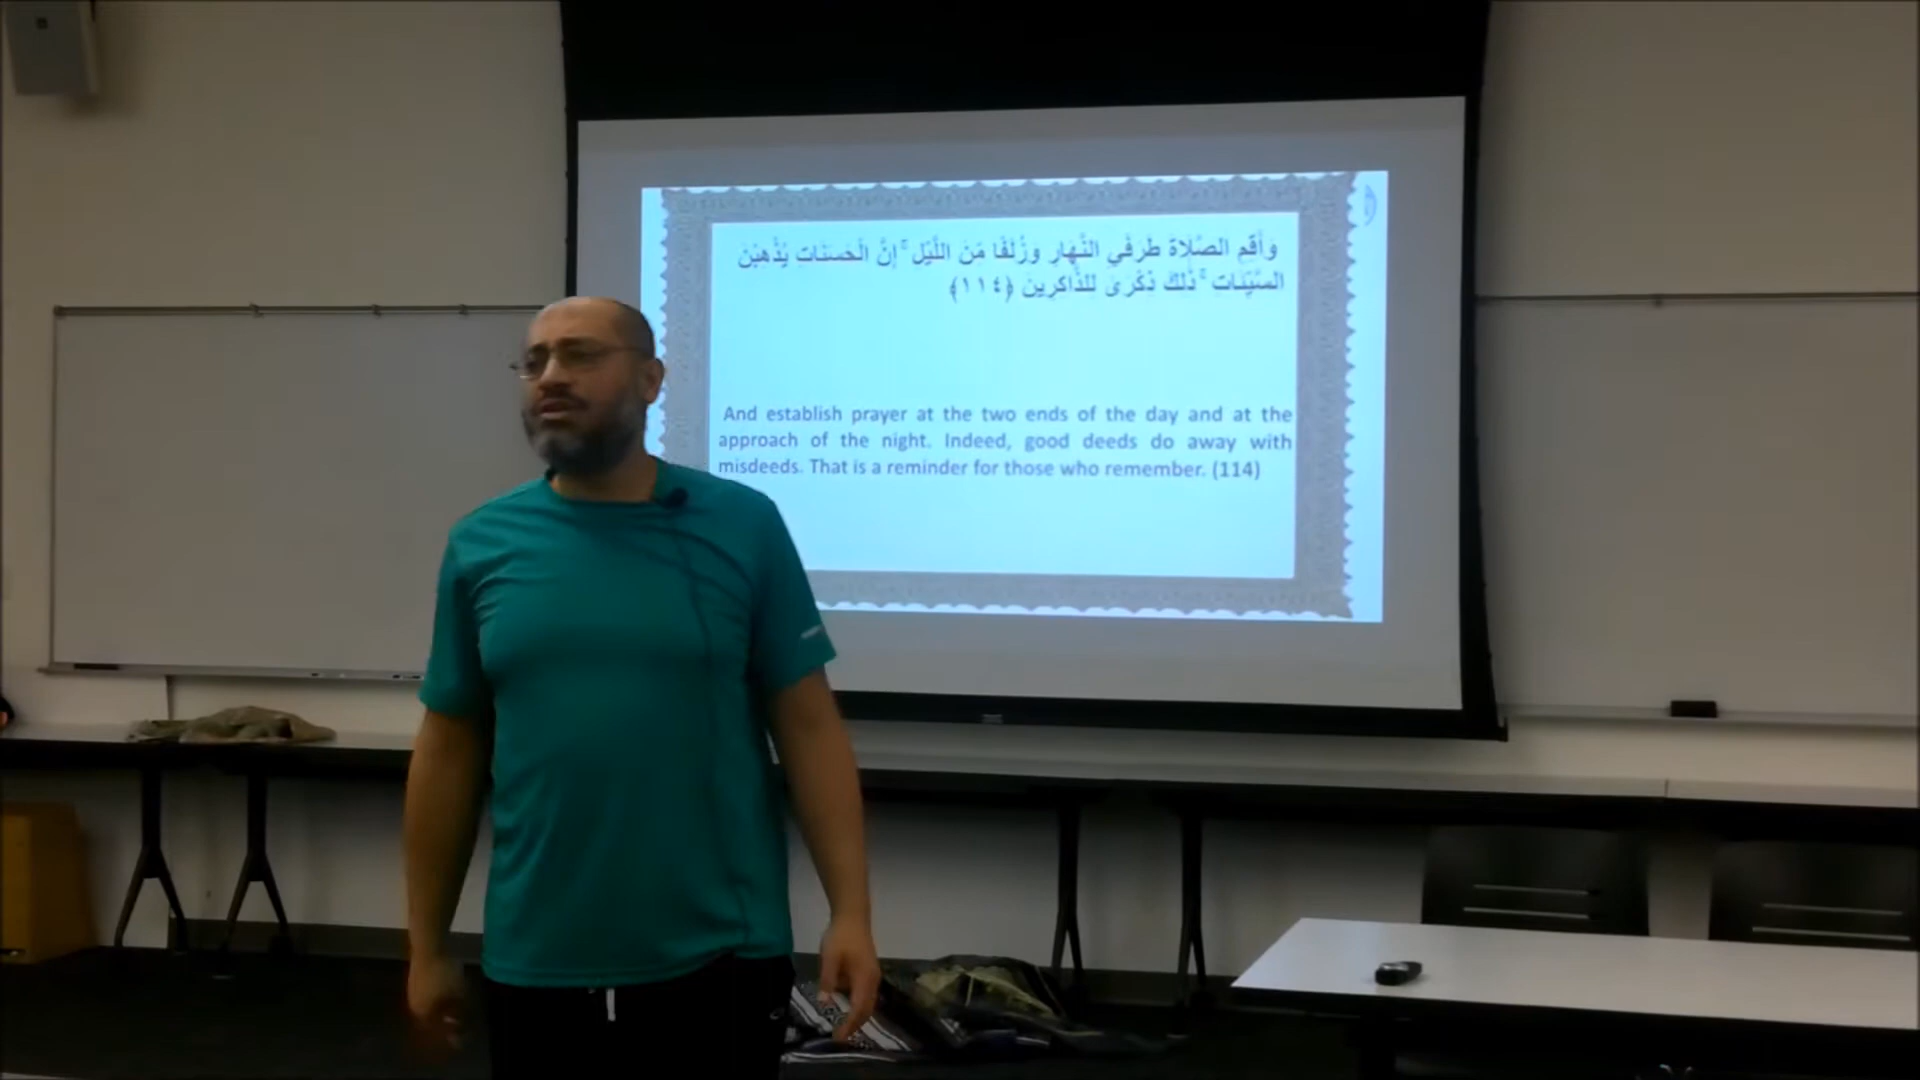 وَأَقِمِ الصَّلَاةَ طَرَفَيِ النَّهَارِ وَزُلَفًا مِّنَ اللَّيْلِ ۚ إِنَّ الْحَسَنَاتِ يُذْهِبْنَ
السَّيِّئَاتِ ۚ ذَٰلِكَ ذِكْرَىٰ لِلذَّاكِرِينَ ﴿١١٤﴾
And establish prayer at the two ends of the day and at the
approach of the night. Indeed, good deeds do away with
misdeeds. That is a reminder for those who remember. (114)